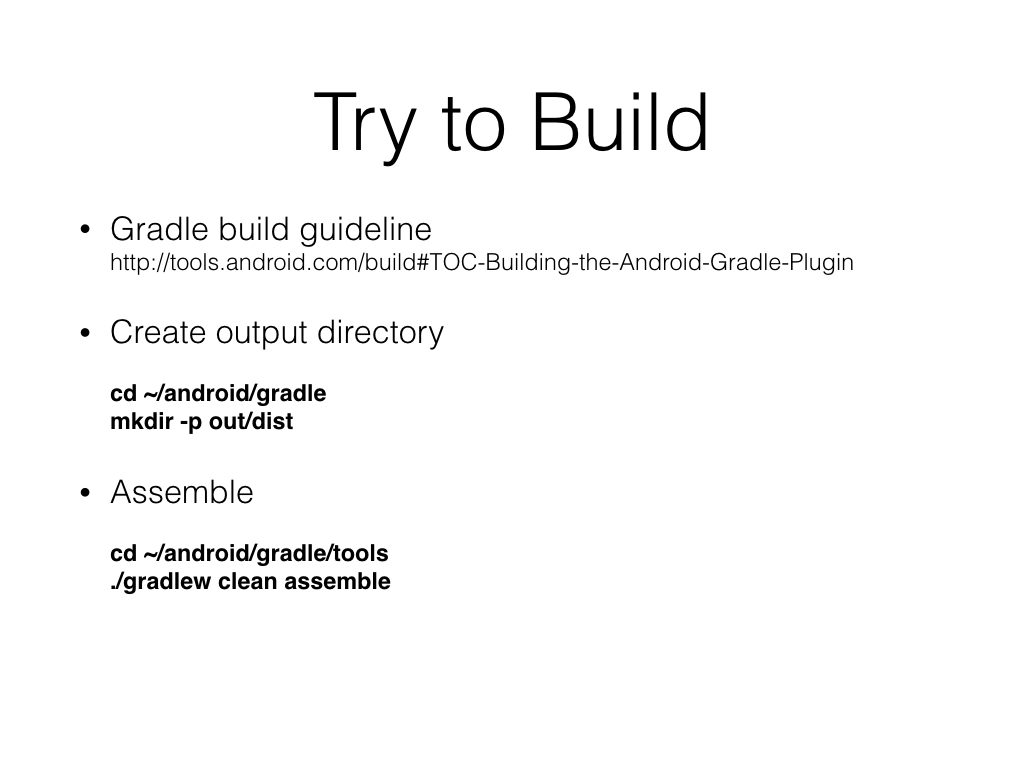 Try to Build
• Gradle build guideline
http://tools.android.com/build#TOC-Building-the-Android-Gradle-Plugin
• Create output directory
cd ~/android/gradle
mkdir -p out/dist
• Assemble
cd ~/android/gradle/tools
./gradlew clean assemble